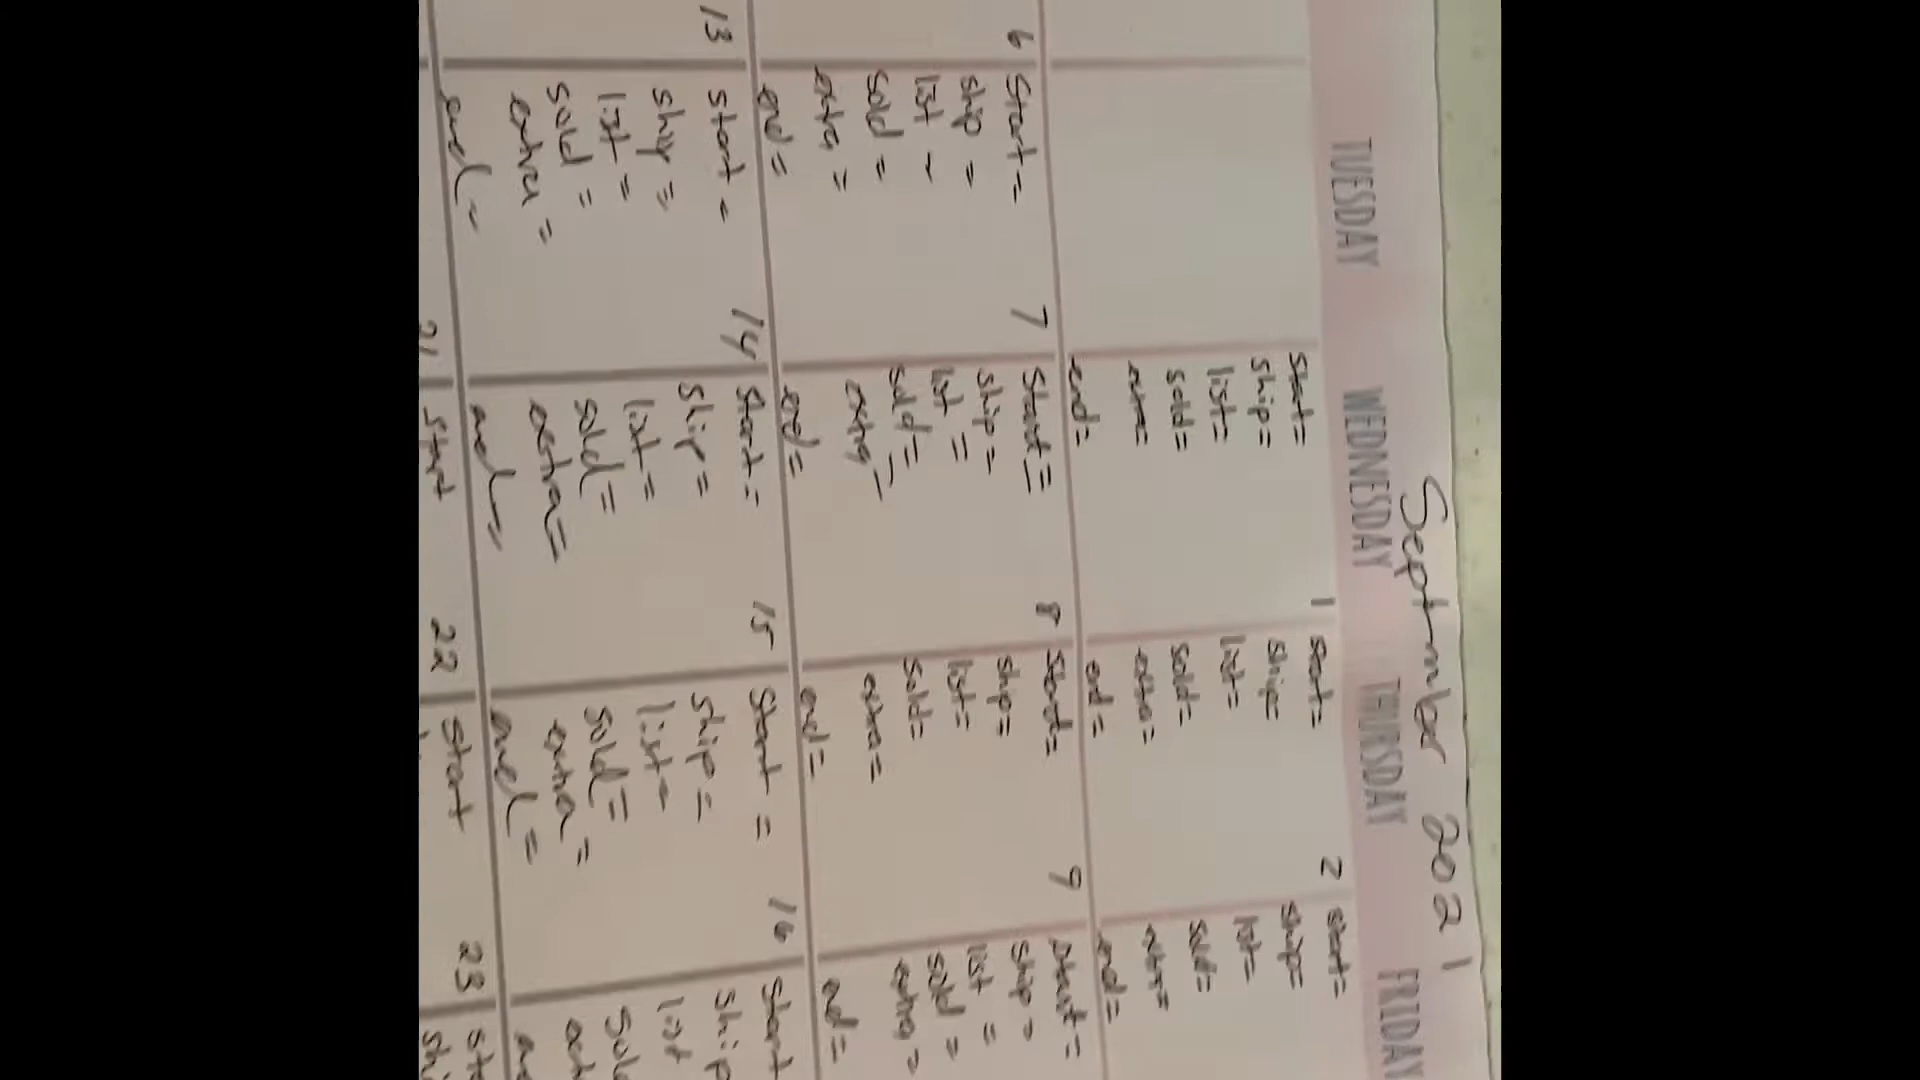 September 2021
TUESDAY
WEDNESDAY
THURSDAY
FRIDAY
1
start=
ship=
list=
sold=
extra=
end=
2
start=
ship=
list=
sold=
extra=
end=
start=
ship=
list=
sold=
extra=
end=
6
7
Start =
ship =
list -
sold =
extra =
end =
8
Start =
ship =
list =
sold =
extra =
end =
9
Start=
ship=
list=
sold=
extra=
end=
start =
ship =
list =
sold =
extra =
end =
13
14
start =
ship =
list =
sold =
extra =
end =
15
Start =
ship =
list =
sold =
extra =
end =
16
Start =
ship =
list =
sold =
extra =
end =
Start
ship
list
21
22
start
23
start